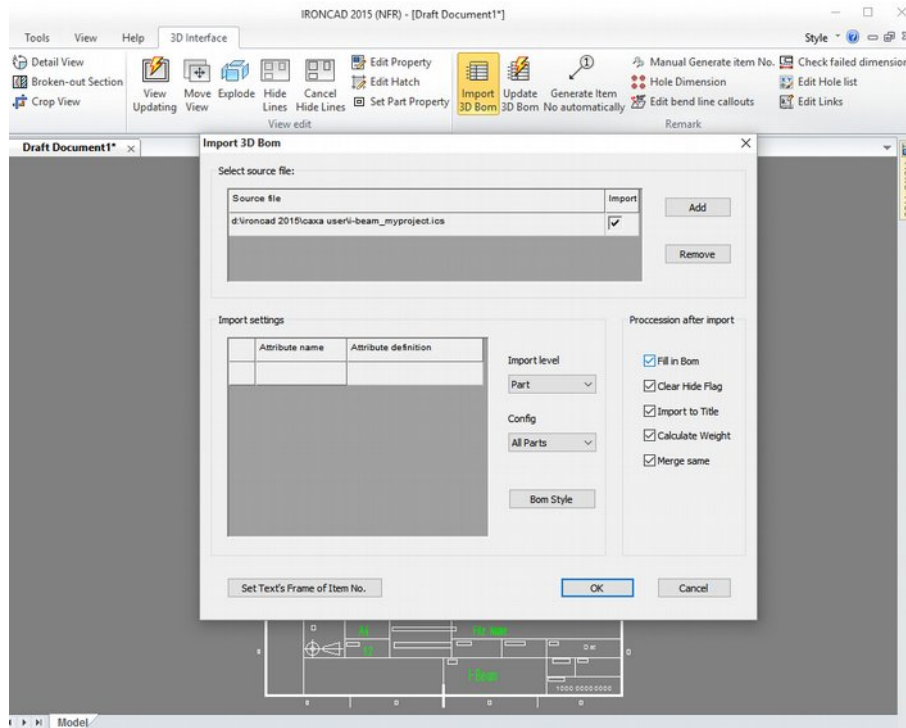 IRONCAD 2015 (NFR) - [Draft Document1*]
Tools View Help 3D Interface Style
Detail View
Broken-out Section
Crop View
View Updating
Move View
Explode
Hide Lines
Cancel Hide Lines
Edit Property
Edit Hatch
Set Part Property
View edit
Import 3D Bom
Update 3D Bom
Generate Item No automatically
Manual Generate item No.
Hole Dimension
Edit bend line callouts
Check failed dimension
Edit Hole list
Edit Links
Remark
Draft Document1*
Import 3D Bom
Select source file:
Source file Import
d:\ironcad 2015\caxa user\i-beam_myproject.ics
Add
Remove
Import settings
Attribute name Attribute definition
Import level
Part
Config
All Parts
Bom Style
Proccession after import
Fill in Bom
Clear Hide Flag
Import to Title
Calculate Weight
Merge same
Set Text's Frame of Item No.
OK
Cancel
I-Beam
Model